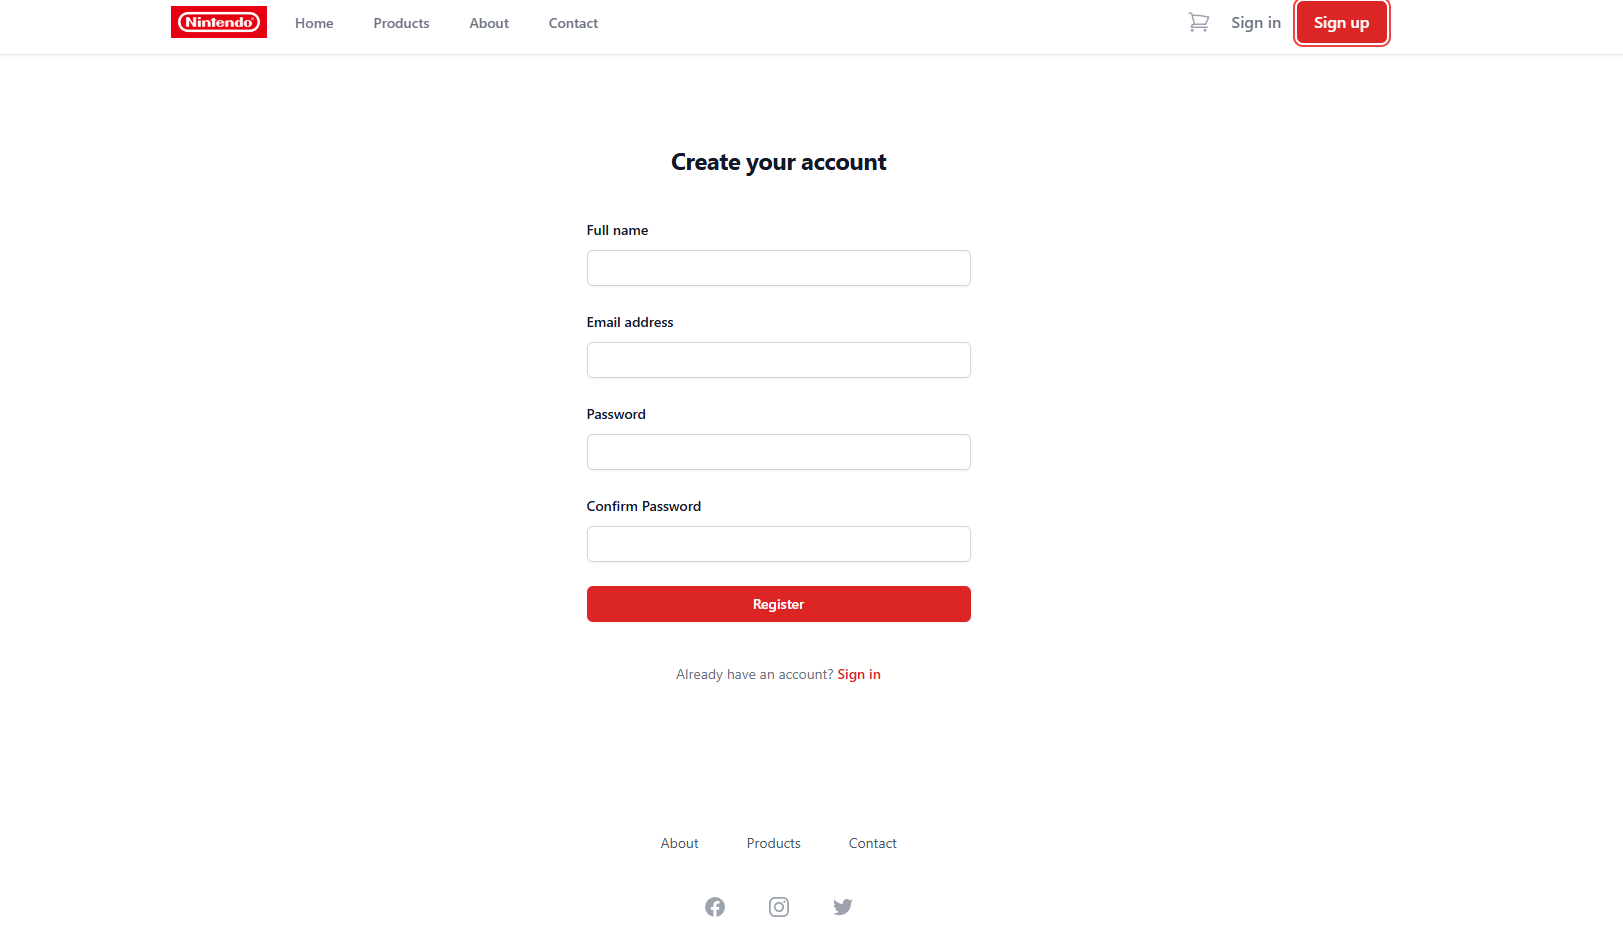 Nintendo Home Products About Contact Sign in Sign up
Create your account
Full name
Email address
Password
Confirm Password
Register
Already have an account? Sign in
About Products Contact